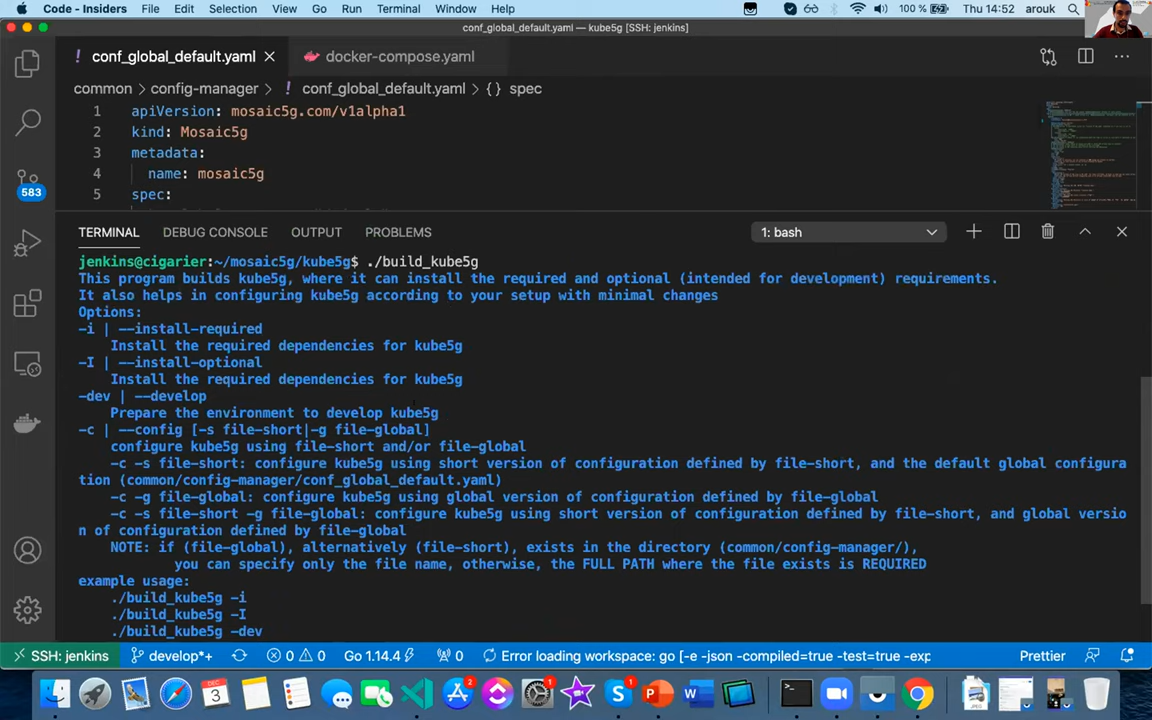 Code - Insiders File Edit Selection View Go Run Terminal Window Help 100 % Thu 14:52 arouk
conf_global_default.yaml — kube5g [SSH: jenkins]
! conf_global_default.yaml docker-compose.yaml
common > config-manager > ! conf_global_default.yaml > { } spec
1 apiVersion: mosaic5g.com/v1alpha1
2 kind: Mosaic5g
3 metadata:
4 name: mosaic5g
5 spec:
583
TERMINAL DEBUG CONSOLE OUTPUT PROBLEMS 1: bash
jenkins@cigarier:~/mosaic5g/kube5g$ ./build_kube5g
This program builds kube5g, where it can install the required and optional (intended for development) requirements.
It also helps in configuring kube5g according to your setup with minimal changes
Options:
-i | --install-required
Install the required dependencies for kube5g
-I | --install-optional
Install the required dependencies for kube5g
-dev | --develop
Prepare the environment to develop kube5g
-c | --config [-s file-short|-g file-global]
configure kube5g using file-short and/or file-global
-c -s file-short: configure kube5g using short version of configuration defined by file-short, and the default global configura
tion (common/config-manager/conf_global_default.yaml)
-c -g file-global: configure kube5g using global version of configuration defined by file-global
-c -s file-short -g file-global: configure kube5g using short version of configuration defined by file-short, and global versio
n of configuration defined by file-global
NOTE: if (file-global), alternatively (file-short), exists in the directory (common/config-manager/),
you can specify only the file name, otherwise, the FULL PATH where the file exists is REQUIRED
example usage:
./build_kube5g -i
./build_kube5g -I
./build_kube5g -dev
SSH: jenkins develop*+ 0 0 Go 1.14.4 0 Error loading workspace: go [-e -json -compiled=true -test=true -exp Prettier
DEC
3
2
1
1